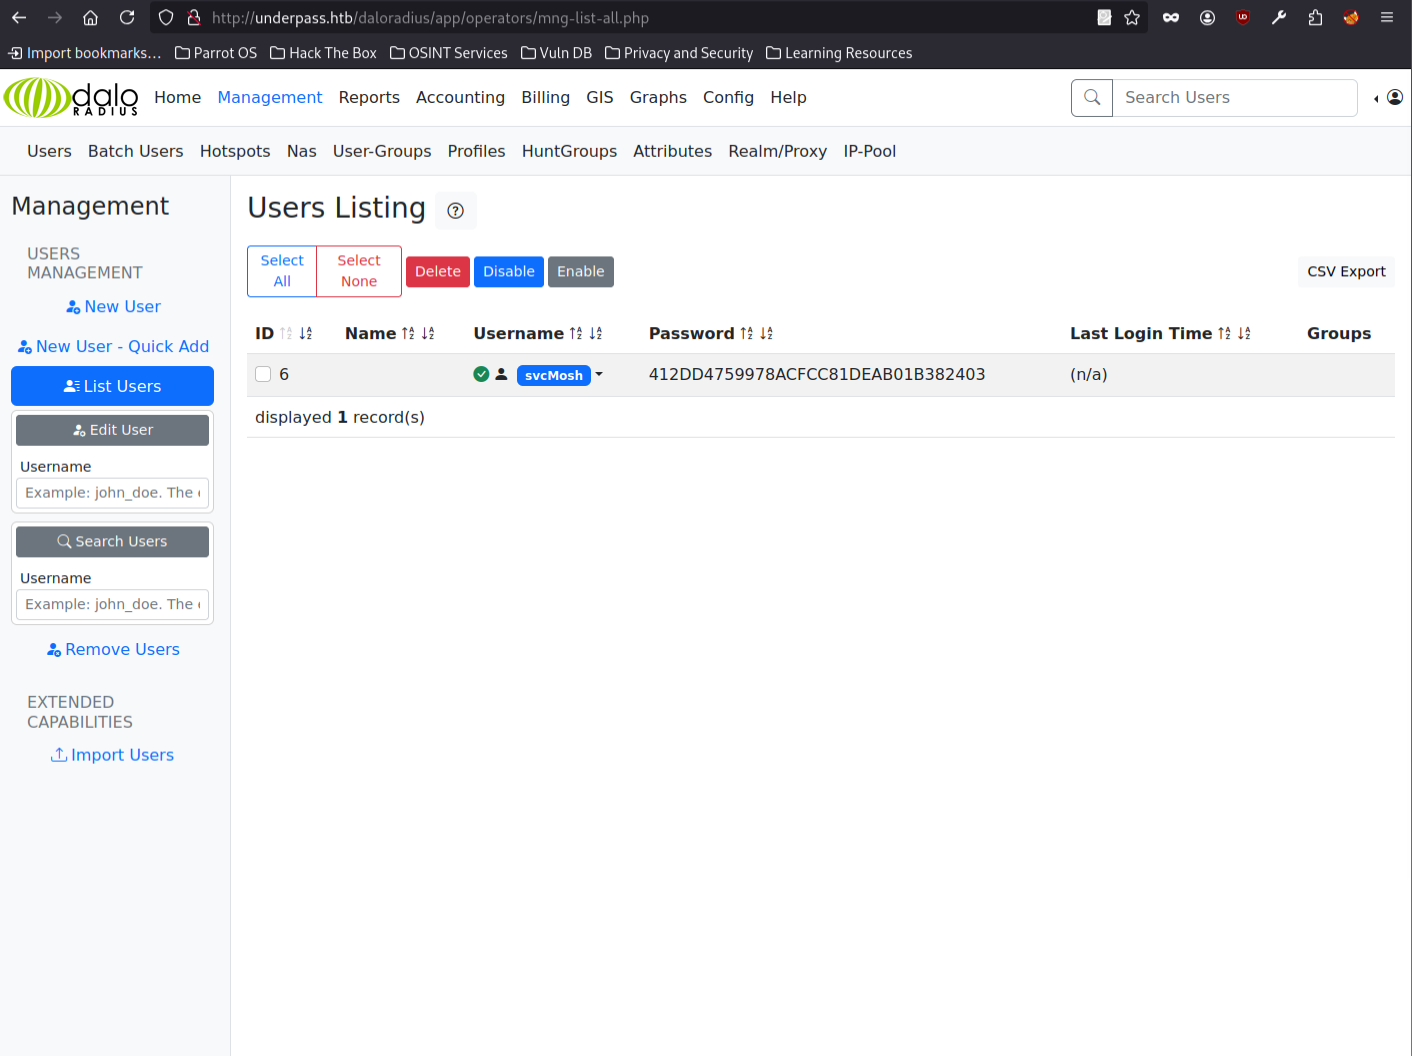 http://underpass.htb/daloradius/app/operators/mng-list-all.php
Import bookmarks… Parrot OS Hack The Box OSINT Services Vuln DB Privacy and Security Learning Resources
dalo RADIUS Home Management Reports Accounting Billing GIS Graphs Config Help Search Users
Users Batch Users Hotspots Nas User-Groups Profiles HuntGroups Attributes Realm/Proxy IP-Pool
Management
USERS
MANAGEMENT
New User
New User - Quick Add
List Users
Edit User
Username
Example: john_doe. The
Search Users
Username
Example: john_doe. The
Remove Users
EXTENDED
CAPABILITIES
Import Users
Users Listing
Select
All
Select
None
Delete Disable Enable CSV Export
ID Name Username Password Last Login Time Groups
6 svcMosh 412DD4759978ACFCC81DEAB01B382403 (n/a)
displayed 1 record(s)